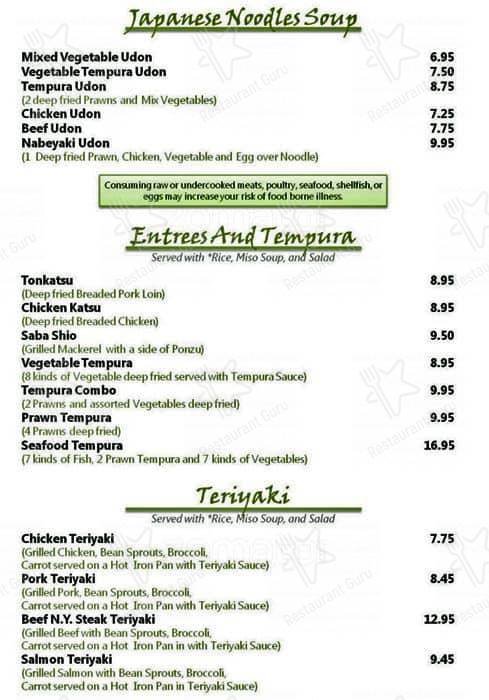 Japanese Noodles Soup
Mixed Vegetable Udon 6.95
Vegetable Tempura Udon 7.50
Tempura Udon 8.75
(2 deep fried Prawns and Mix Vegetables)
Chicken Udon 7.25
Beef Udon 7.75
Nabeyaki Udon 9.95
(1 Deep fried Prawn, Chicken, Vegetable and Egg over Noodle)
Consuming raw or undercooked meats, poultry, seafood, shellfish, or
eggs may increase your risk of food borne illness.
Entrees And Tempura
Served with *Rice, Miso Soup, and Salad
Tonkatsu 8.95
(Deep fried Breaded Pork Loin)
Chicken Katsu 8.95
(Deep fried Breaded Chicken)
Saba Shio 9.50
(Grilled Mackerel with a side of Ponzu)
Vegetable Tempura 8.95
(8 kinds of Vegetable deep fried served with Tempura Sauce)
Tempura Combo 9.95
(2 Prawns and assorted Vegetables deep fried)
Prawn Tempura 9.95
(4 Prawns deep fried)
Seafood Tempura 16.95
(7 kinds of Fish, 2 Prawn Tempura and 7 kinds of Vegetables)
Teriyaki
Served with *Rice, Miso Soup, and Salad
Chicken Teriyaki 7.75
(Grilled Chicken, Bean Sprouts, Broccoli,
Carrot served on a Hot Iron Pan with Teriyaki Sauce)
Pork Teriyaki 8.45
(Grilled Pork, Bean Sprouts, Broccoli,
Carrot served on a Hot Iron Pan with Teriyaki Sauce)
Beef N.Y. Steak Teriyaki 12.95
(Grilled Beef with Bean Sprouts, Broccoli,
Carrot served on a Hot Iron Pan in with Teriyaki Sauce)
Salmon Teriyaki 9.45
(Grilled Salmon with Bean Sprouts, Broccoli,
Carrot served on a Hot Iron Pan in Teriyaki Sauce)
Restaurant Guru